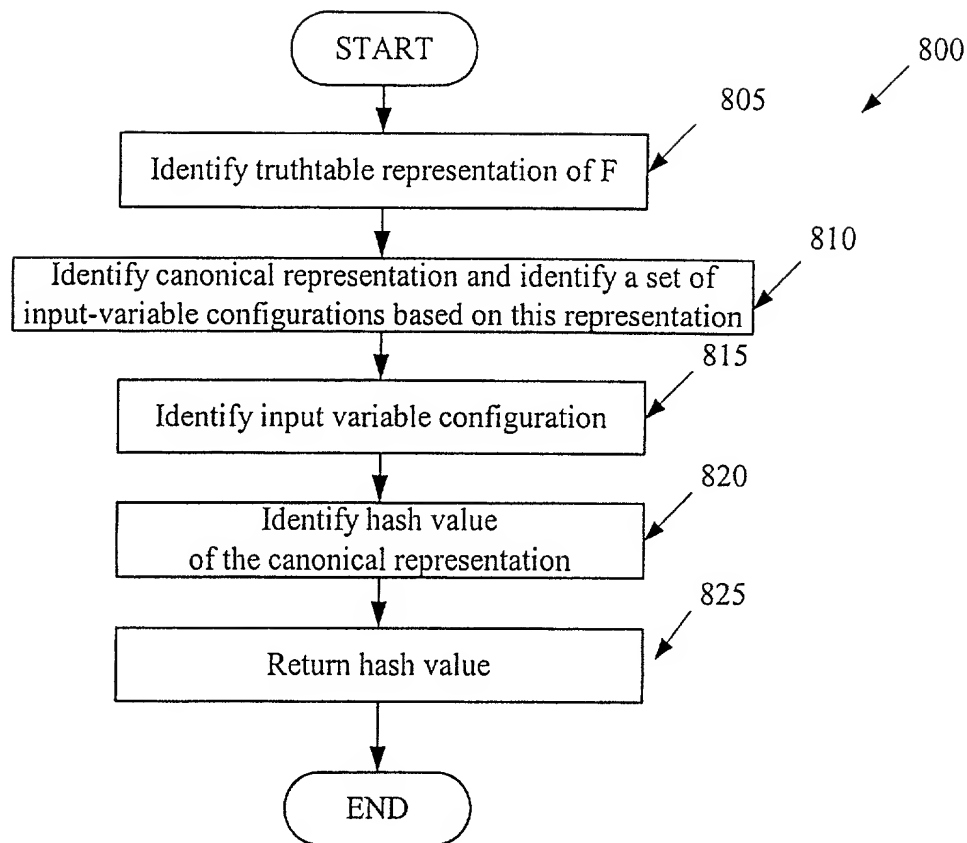 START
800
805
Identify truthtable representation of F
810
Identify canonical representation and identify a set of
input-variable configurations based on this representation
815
Identify input variable configuration
820
Identify hash value
of the canonical representation
825
Return hash value
END